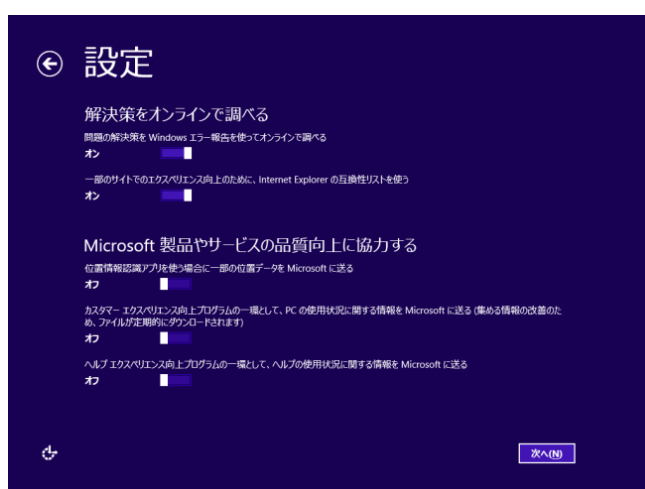 設定
解決策をオンラインで調べる
問題の解決策を Windows エラー報告を使ってオンラインで調べる
オン
一部のサイトでのエクスペリエンス向上のために、Internet Explorer の互換性リストを使う
オン
Microsoft 製品やサービスの品質向上に協力する
位置情報認識アプリを使う場合に一部の位置データを Microsoft に送る
オフ
カスタマー エクスペリエンス向上プログラムの一環として、PC の使用状況に関する情報を Microsoft に送る (集める情報の改善のた
め、ファイルが定期的にダウンロードされます)
オフ
ヘルプ エクスペリエンス向上プログラムの一環として、ヘルプの使用状況に関する情報を Microsoft に送る
オフ
次へ(N)